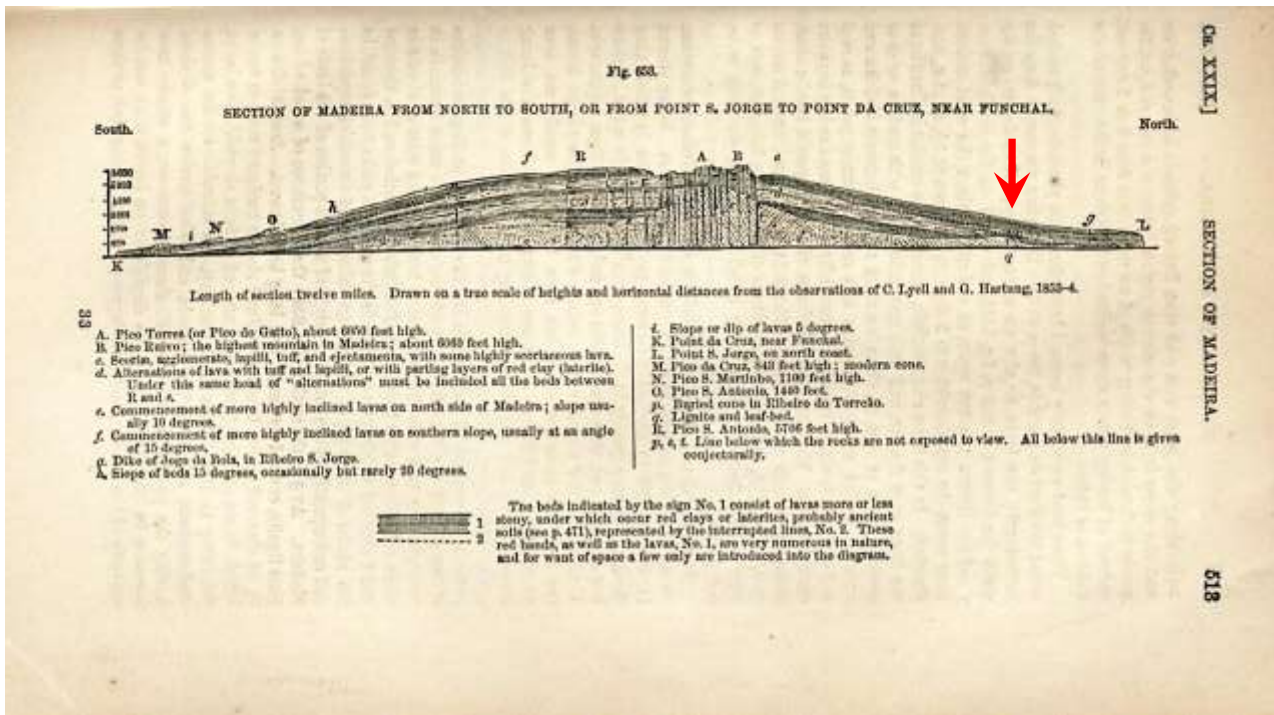 CH. XXIX.]
SECTION OF MADEIRA.
513
33
Fig. 653.
SECTION OF MADEIRA FROM NORTH TO SOUTH, OR FROM POINT S. JORGE TO POINT DA CRUZ, NEAR FUNCHAL.
South.
North.
f R A B e
M i N o h g L
K q
Length of section twelve miles. Drawn on a true scale of heights and horizontal distances from the observations of C. Lyell and G. Hartung, 1853–4.
A. Pico Torres (or Pico do Gatto), about 6050 feet high.
B. Pico Ruivo; the highest mountain in Madeira; about 6060 feet high.
c. Scoriæ, agglomerate, lapilli, tuff, and ejectamenta, with some highly scoriaceous lava.
d. Alternations of lava with tuff and lapilli, or with parting layers of red clay (laterite).
Under this same head of "alternations" must be included all the beds between
R and
e. Commencement of more highly inclined lavas on north side of Madeira; slope usu-
ally 10 degrees.
f. Commencement of more highly inclined lavas on southern slope, usually at an angle
of 15 degrees.
g. Dike of da in Ribeiro S. Jorge.
h. Slope of beds 15 degrees, occasionally but rarely 20 degrees.
i. Slope or dip of lavas 5 degrees.
K. Point da Cruz, near Funchal.
L. Point S. Jorge, on north coast.
M. Pico da Cruz, feet high; modern cone.
N. Pico S. Martinho, 1100 feet high.
O. Pico S. Antonio, feet.
p. Buried cone in Ribeiro do Torreão.
q. Lignite and leaf-bed.
R. Pico S. Antonio, 5706 feet high.
p, s, t. Line below which the rocks are not exposed to view. All below this line is given
conjecturally.
1
2
The beds indicated by the sign No. 1 consist of lavas more or less
stony, under which occur red clays or laterites, probably ancient
soils (see p. 471), represented by the interrupted lines, No. 2. These
red bands, as well as the lavas, No. 1, are very numerous in nature,
and for want of space a few only are introduced into the diagram.